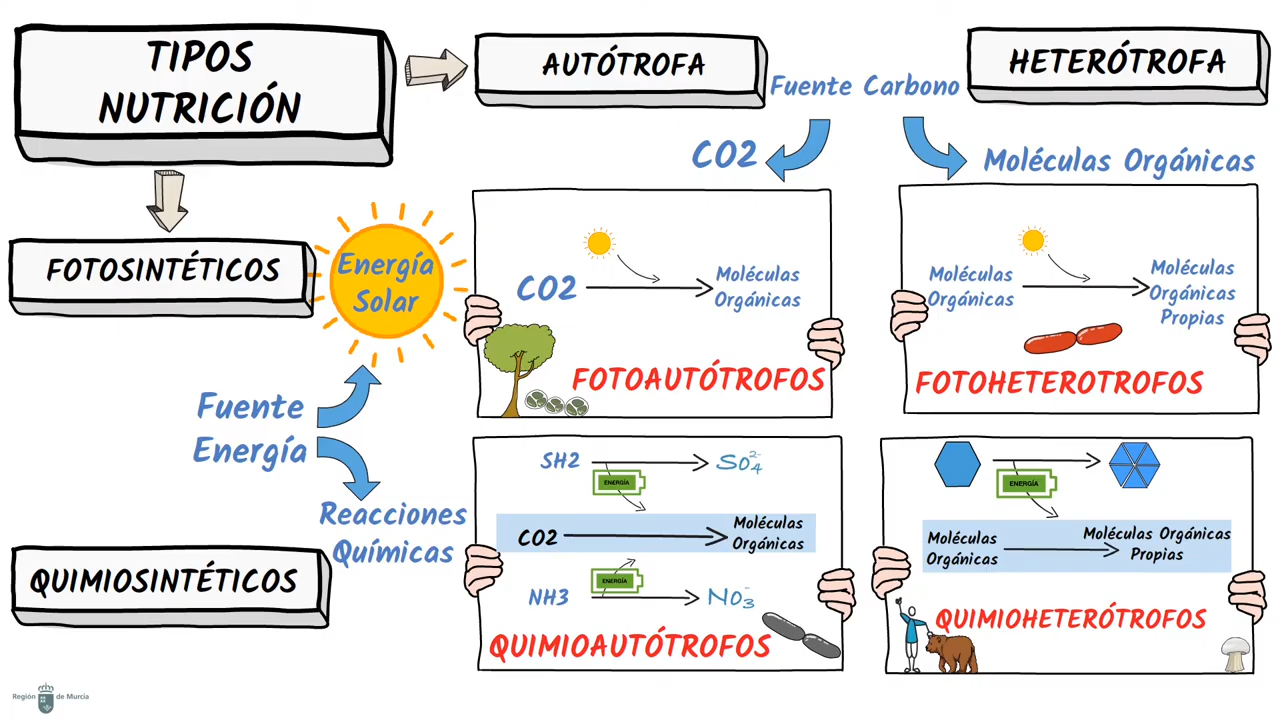 TIPOS
NUTRICIÓN
AUTÓTROFA
Fuente Carbono
HETERÓTROFA
CO2
Moléculas Orgánicas
FOTOSINTÉTICOS
Energía
Solar
CO2
Moléculas
Orgánicas
FOTOAUTÓTROFOS
Moléculas
Orgánicas
Moléculas
Orgánicas
Propias
FOTOHETEROTROFOS
Fuente
Energía
Reacciones
Químicas
QUIMIOSINTÉTICOS
SH2
So₄²⁻
ENERGÍA
CO2
Moléculas
Orgánicas
ENERGÍA
NH3
No₃⁻
QUIMIOAUTÓTROFOS
ENERGÍA
Moléculas
Orgánicas
Moléculas Orgánicas
Propias
QUIMIOHETERÓTROFOS
Región de Murcia